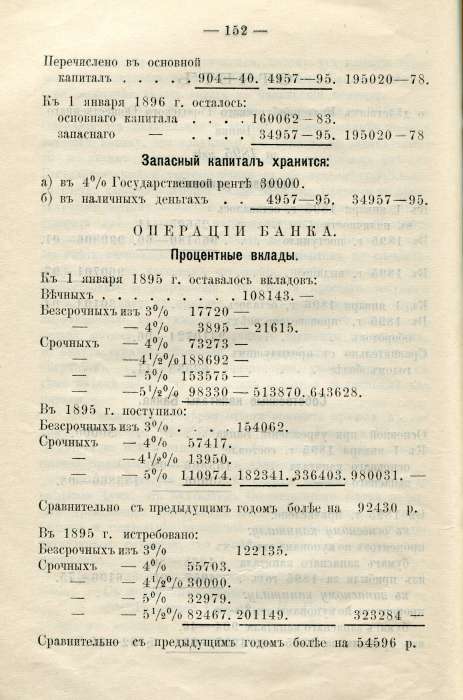 — 152 —
Перечислено въ основной
капиталъ . . . . . 904—40. 4957—95. 195020—78.
Къ 1 января 1896 г. осталось:
основнаго капитала . . 160062—83.
запаснаго — . . . . 34957—95. 195020—78
Запасный капиталъ хранится:
а) въ 4% Государственной рентѣ 30000.
б) въ наличныхъ деньгахъ . . 4957—95. 34957—95.
ОПЕРАЦІИ БАНКА.
Процентные вклады.
Къ 1 января 1895 г. оставалось вкладовъ:
Вѣчныхъ . . . . . . . . . 108143. —
Безсрочныхъ изъ 3% 17720 —
— — 4% 3895 — 21615.
Срочныхъ — 4% 73273 —
— —4½% 188692 —
— — 5% 153575 —
— —5½% 98330 — 513870. 643628.
Въ 1895 г. поступило:
Безсрочныхъ изъ 3% . . . . 154062.
Срочныхъ — 4% 57417.
— —4½% 13950.
— — 5% 110974. 182341. 336403. 980031. —
Сравнительно съ предыдущимъ годомъ болѣе на 92430 р.
Въ 1895 г. истребовано:
Безсрочныхъ изъ 3% 122135.
Срочныхъ — 4% 55703.
— — 4½% 30000.
— — 5% 32979.
— — 5½% 82467. 201149. 323284 —
Сравнительно съ предыдущимъ годомъ болѣе на 54596 р.